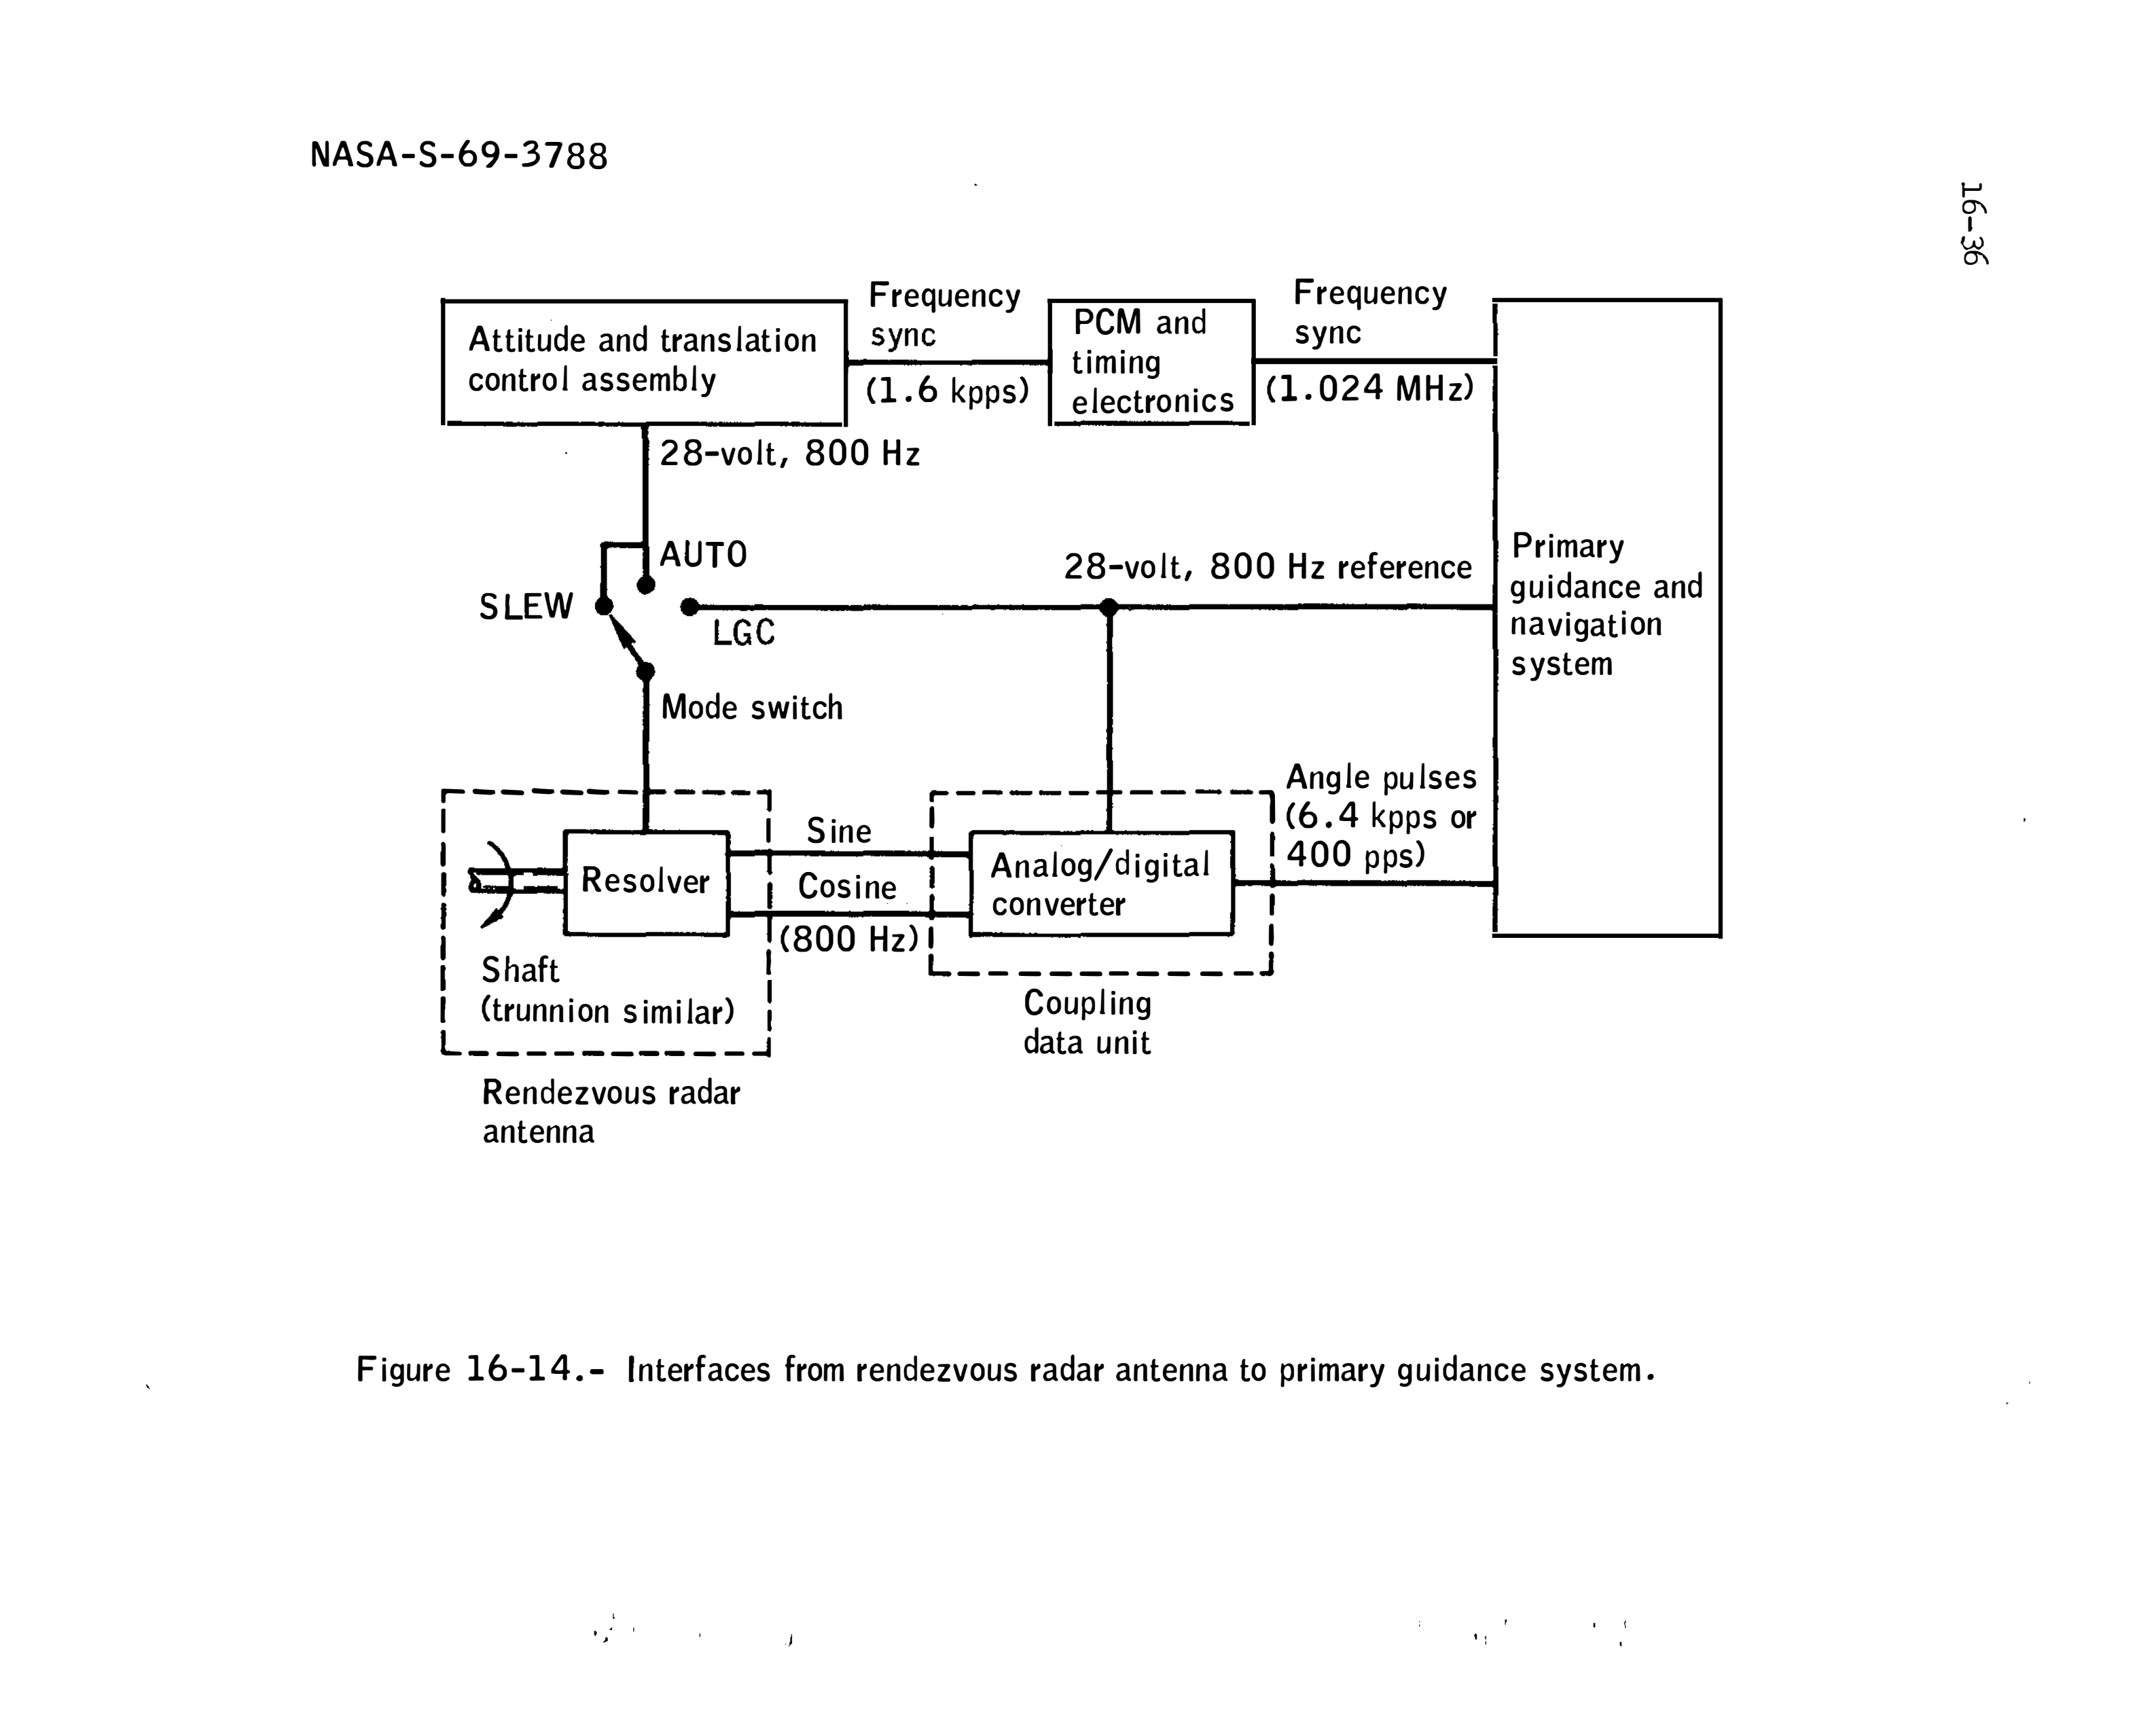 NASA-S-69-3788
16-36
Attitude and translation
control assembly
Frequency
sync
(1.6 kpps)
PCM and
timing
electronics
Frequency
sync
(1.024 MHz)
28-volt, 800 Hz
AUTO
SLEW
LGC
Mode switch
28-volt, 800 Hz reference
Primary
guidance and
navigation
system
Resolver
Shaft
(trunnion similar)
Rendezvous radar
antenna
Sine
Cosine
(800 Hz)
Analog/digital
converter
Coupling
data unit
Angle pulses
(6.4 kpps or
400 pps)
Figure 16-14.- Interfaces from rendezvous radar antenna to primary guidance system.